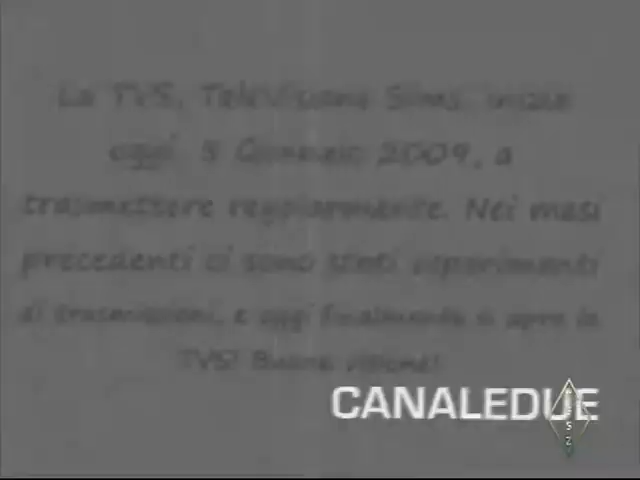 La TVS, TeleVisione Sims, inizia
oggi, 5 Gennaio 2009, a
trasmettere regolarmente. Nei mesi
precedenti ci sono stati esperimenti
di trasmissioni, e oggi finalmente si apre la
TVS! Buona visione!
CANALEDUE